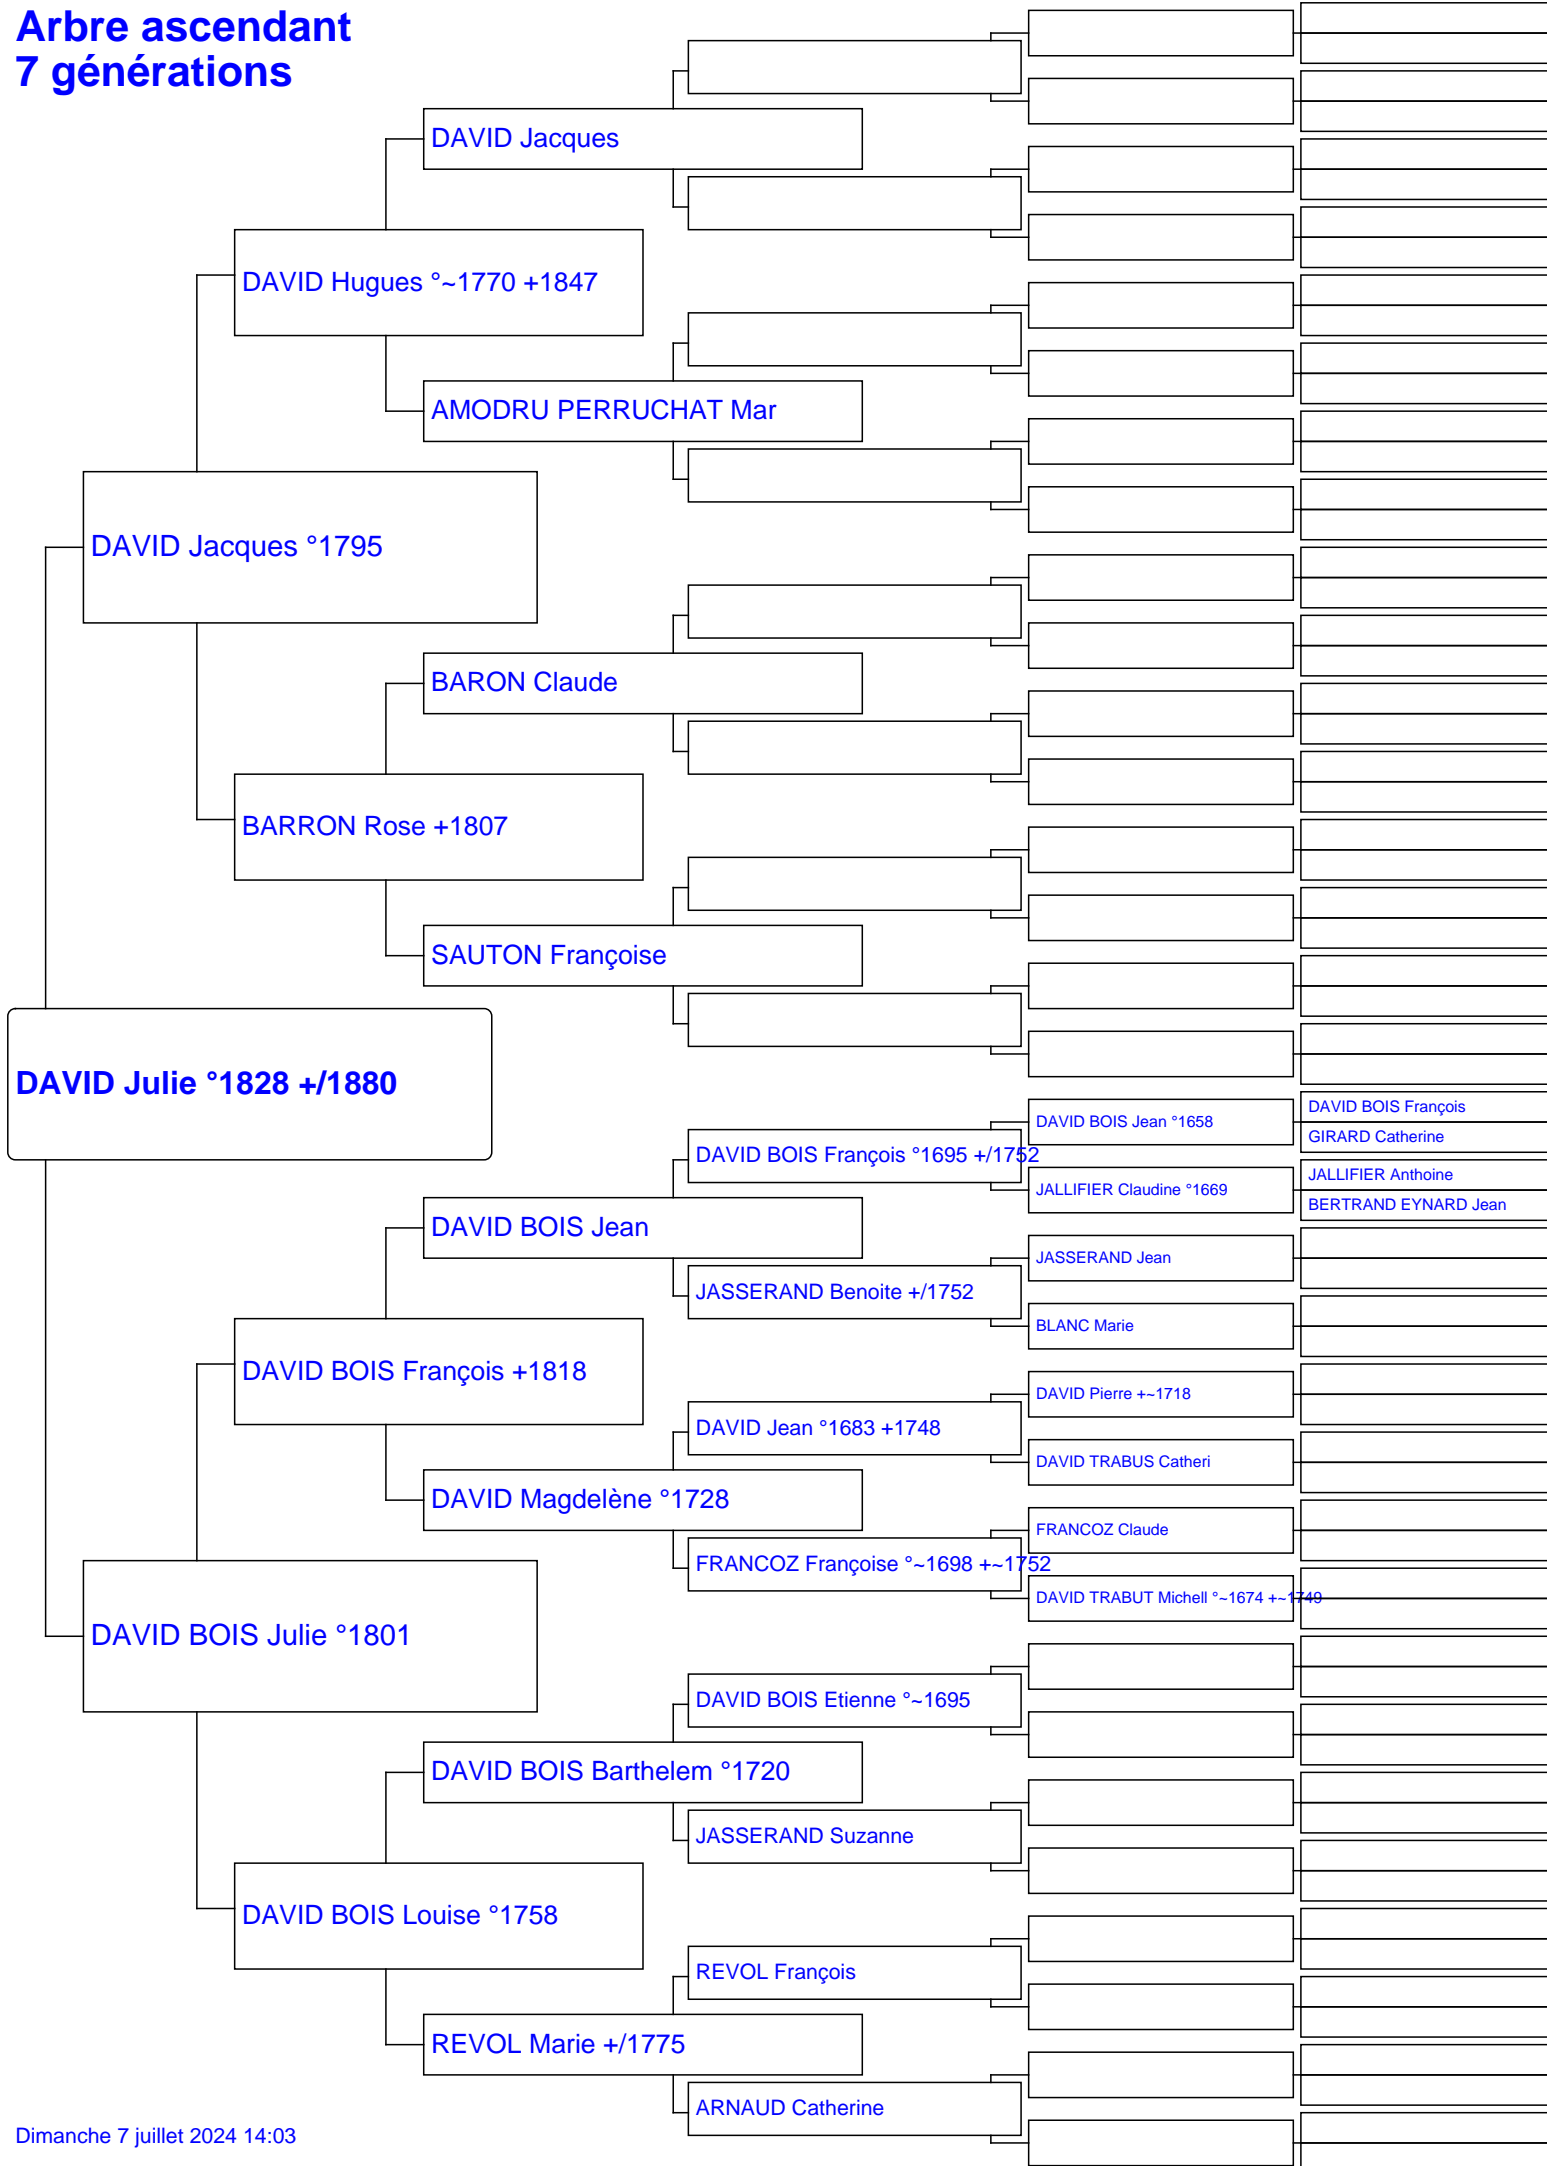 Arbre ascendant
7 générations
DAVID Jacques
DAVID Hugues °~1770 +1847
AMODRU PERRUCHAT Mar
DAVID Jacques °1795
BARON Claude
BARRON Rose +1807
SAUTON Françoise
DAVID Julie °1828 +/1880
DAVID BOIS François
DAVID BOIS Jean °1658
GIRARD Catherine
DAVID BOIS François °1695 +/1752
JALLIFIER Anthoine
JALLIFIER Claudine °1669
BERTRAND EYNARD Jean
DAVID BOIS Jean
JASSERAND Jean
JASSERAND Benoite +/1752
BLANC Marie
DAVID BOIS François +1818
DAVID Pierre +~1718
DAVID Jean °1683 +1748
DAVID TRABUS Catheri
DAVID Magdelène °1728
FRANCOZ Claude
FRANCOZ Françoise °~1698 +~1752
DAVID TRABUT Michell °~1674 +~1749
DAVID BOIS Julie °1801
DAVID BOIS Etienne °~1695
DAVID BOIS Barthelem °1720
JASSERAND Suzanne
DAVID BOIS Louise °1758
REVOL François
REVOL Marie +/1775
ARNAUD Catherine
Dimanche 7 juillet 2024 14:03